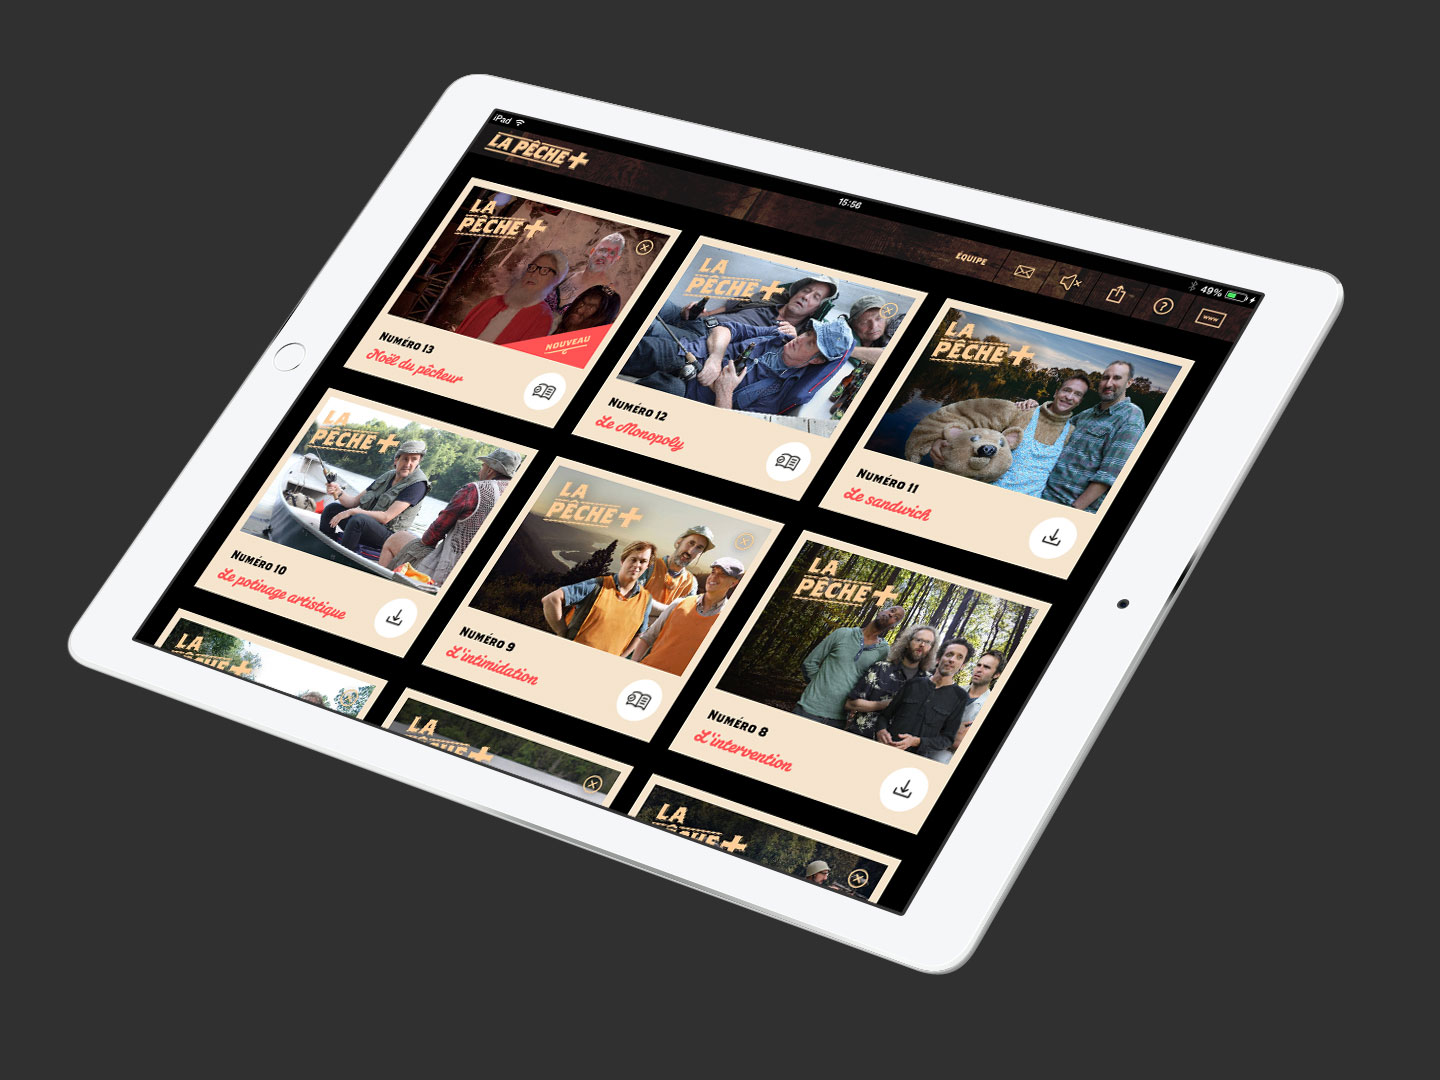 iPad
LA PÊCHE+
15:56
49%
ÉQUIPE
?
www
LA
PÊCHE+
NOUVEAU
NUMÉRO 13
Noël du pêcheur
LA
PÊCHE+
NUMÉRO 12
Le Monopoly
LA
PÊCHE+
NUMÉRO 11
Le sandwich
LA
PÊCHE+
NUMÉRO 10
Le potinage artistique
LA
PÊCHE+
NUMÉRO 9
L'intimidation
LA
PÊCHE+
NUMÉRO 8
L'intervention
LA
PÊCHE+
LA
PÊCHE+
LA
PÊCHE+